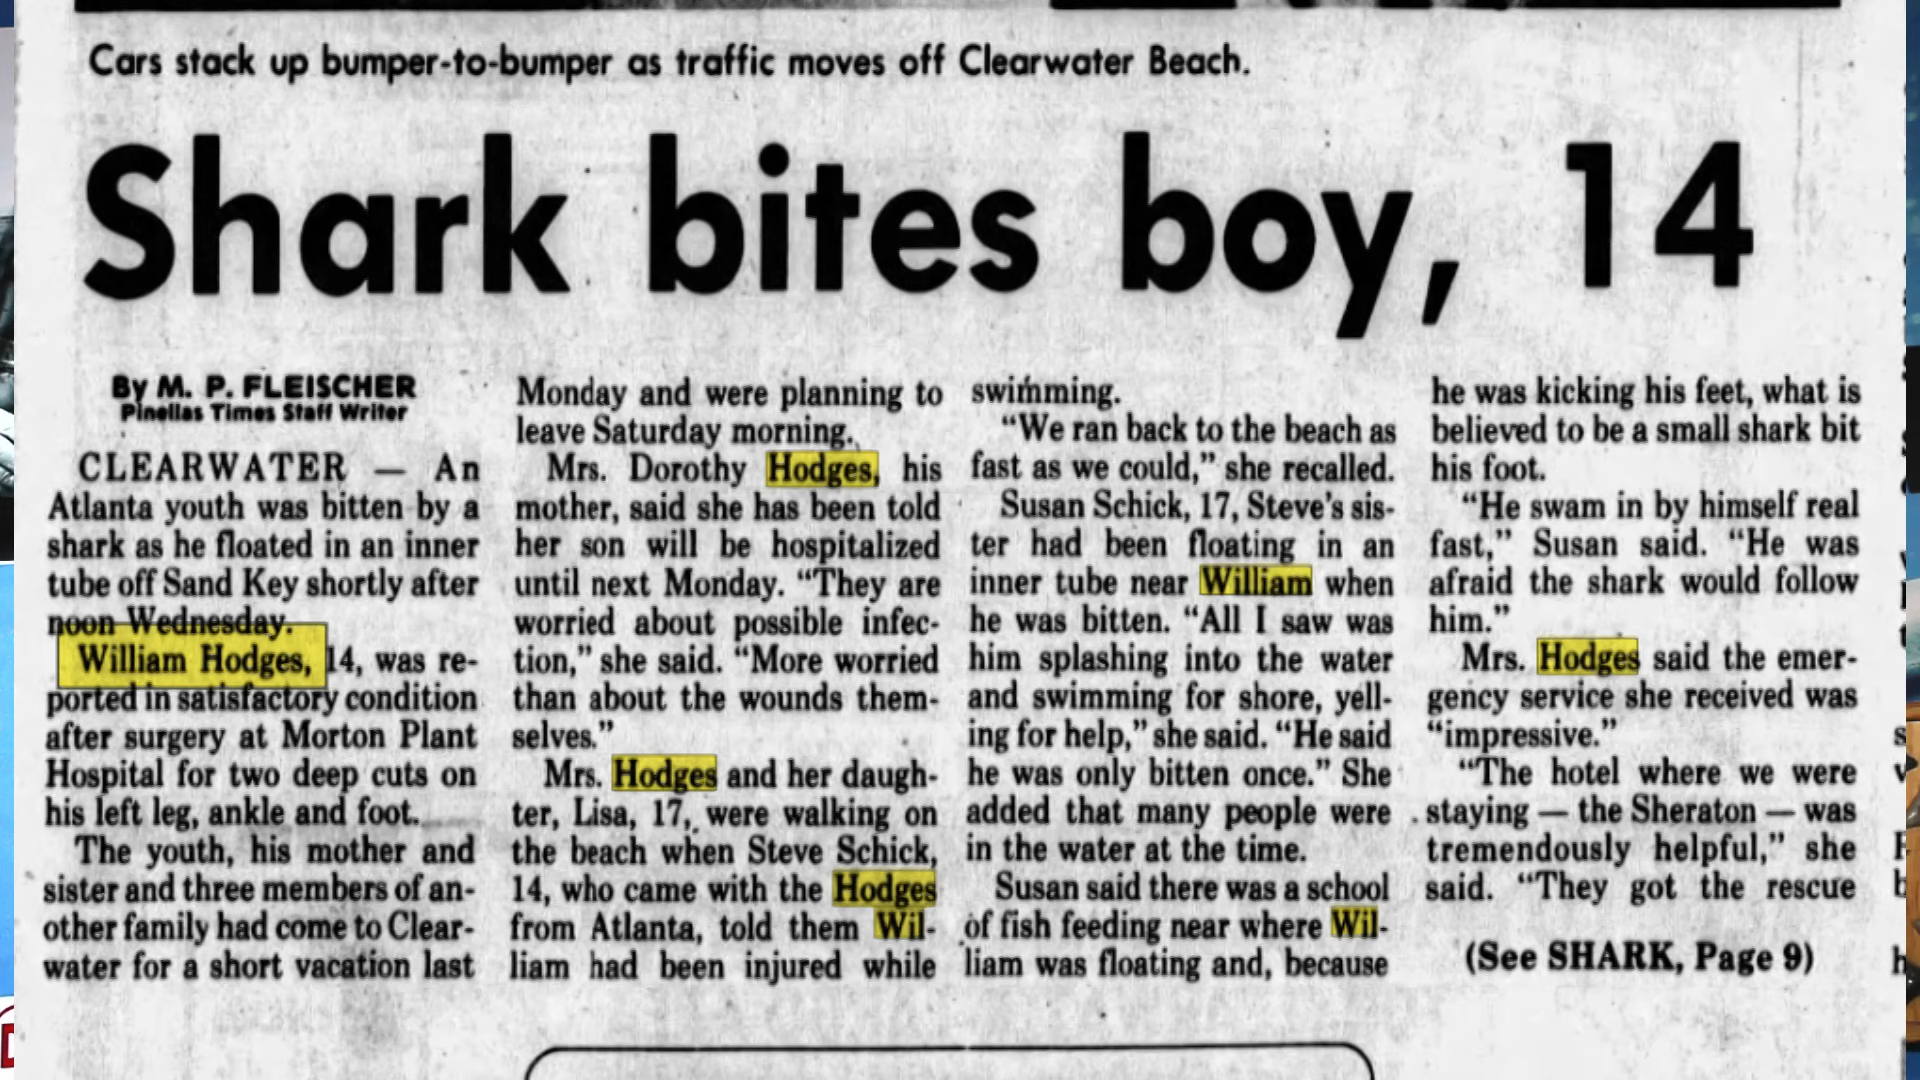 Cars stack up bumper-to-bumper as traffic moves off Clearwater Beach.
Shark bites boy, 14
By M. P. FLEISCHER
Pinellas Times Staff Writer
CLEARWATER — An
Atlanta youth was bitten by a
shark as he floated in an inner
tube off Sand Key shortly after
noon Wednesday.
William Hodges, 14, was re-
ported in satisfactory condition
after surgery at Morton Plant
Hospital for two deep cuts on
his left leg, ankle and foot.
The youth, his mother and
sister and three members of an-
other family had come to Clear-
water for a short vacation last
Monday and were planning to
leave Saturday morning.
Mrs. Dorothy Hodges, his
mother, said she has been told
her son will be hospitalized
until next Monday. "They are
worried about possible infec-
tion," she said. "More worried
than about the wounds them-
selves."
Mrs. Hodges and her daugh-
ter, Lisa, 17, were walking on
the beach when Steve Schick,
14, who came with the Hodges
from Atlanta, told them Wil-
liam had been injured while
swimming.
"We ran back to the beach as
fast as we could," she recalled.
Susan Schick, 17, Steve's sis-
ter had been floating in an
inner tube near William when
he was bitten. "All I saw was
him splashing into the water
and swimming for shore, yell-
ing for help," she said. "He said
he was only bitten once." She
added that many people were
in the water at the time.
Susan said there was a school
of fish feeding near where Wil-
liam was floating and, because
he was kicking his feet, what is
believed to be a small shark bit
his foot.
"He swam in by himself real
fast," Susan said. "He was
afraid the shark would follow
him."
Mrs. Hodges said the emer-
gency service she received was
"impressive."
"The hotel where we were
staying — the Sheraton — was
tremendously helpful," she
said. "They got the rescue
(See SHARK, Page 9)